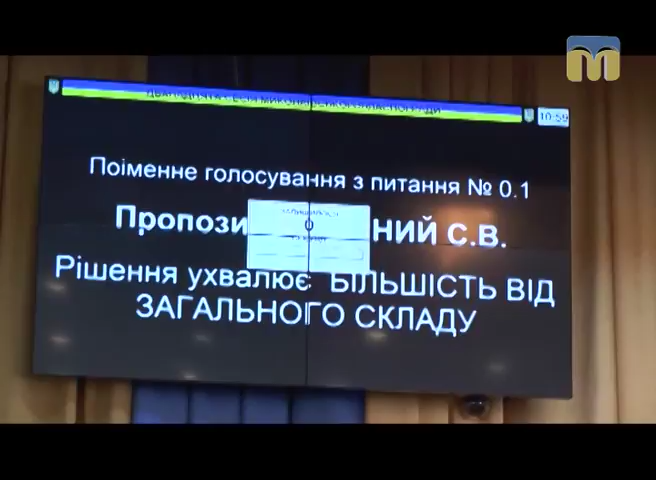 10:59
Поіменне голосування з питання № 0.1
Пропози НИЙ С.В.
0
Рішення ухвалює БІЛЬШІСТЬ ВІД
ЗАГАЛЬНОГО СКЛАДУ